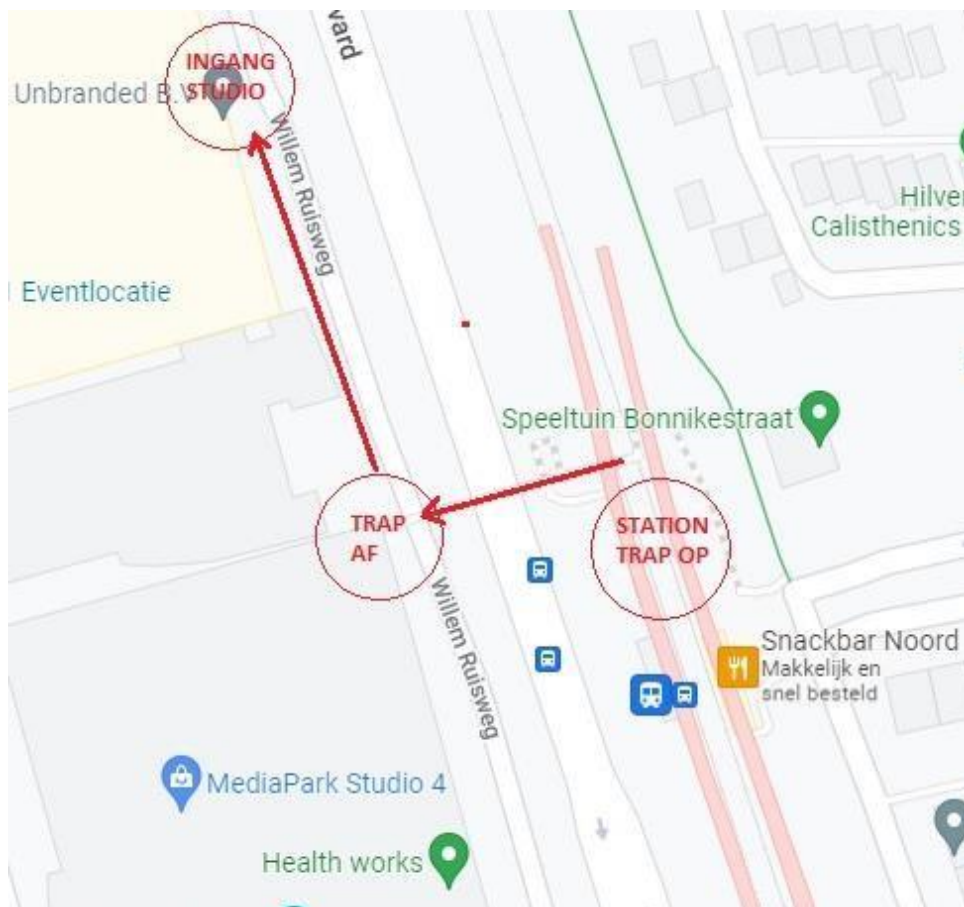 vard
INGANG
STUDIO
Unbranded B.V
Willem Ruisweg
Hilver
Calisthenics
Eventlocatie
Speeltuin Bonnikestraat
TRAP
AF
STATION
TRAP OP
Willem Ruisweg
Snackbar Noord
Makkelijk en
snel besteld
MediaPark Studio 4
Health works